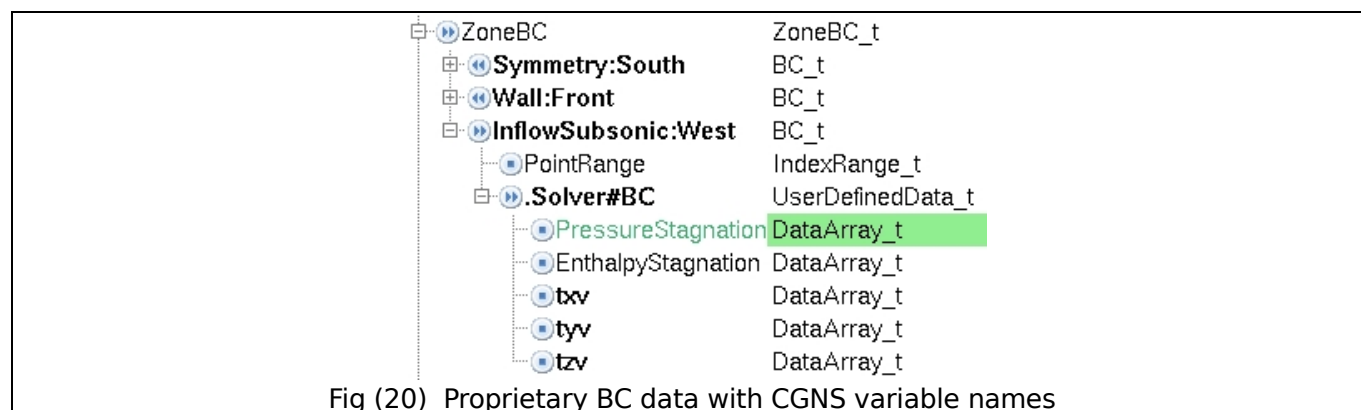 ZoneBC ZoneBC_t
Symmetry:South BC_t
Wall:Front BC_t
InflowSubsonic:West BC_t
PointRange IndexRange_t
.Solver#BC UserDefinedData_t
PressureStagnation DataArray_t
EnthalpyStagnation DataArray_t
txv DataArray_t
tyv DataArray_t
tzv DataArray_t
Fig (20) Proprietary BC data with CGNS variable names